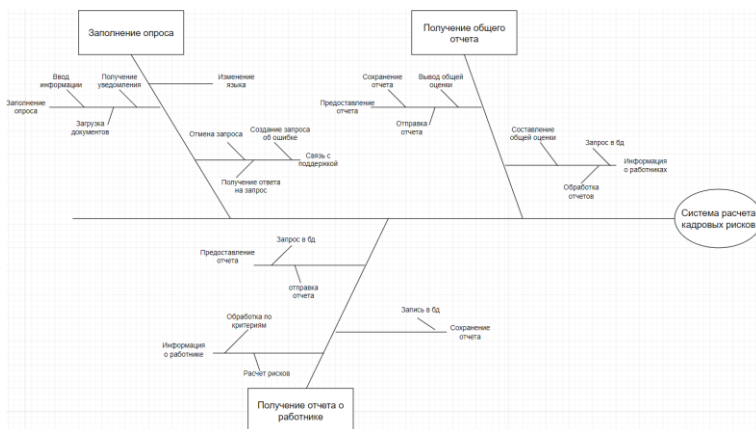 Заполнение опроса
Получение общего
отчета
Ввод
информации
Получение
уведомления
Изменение
языка
Заполнение
опроса
Загрузка
документов
Отмена запроса
Создание запроса
об ошибке
Связь с
поддержкой
Получение ответа
на запрос
Сохранение
отчета
Вывод общей
оценки
Предоставление
отчета
Отправка
отчета
Составление
общей оценки
Запрос в бд
Информация
о работниках
Обработка
отчетов
Система расчета
кадровых рисков
Запрос в бд
Предоставление
отчета
отправка
отчета
Обработка по
критериям
Запись в бд
Сохранение
отчета
Информация
о работнике
Расчет рисков
Получение отчета о
работнике